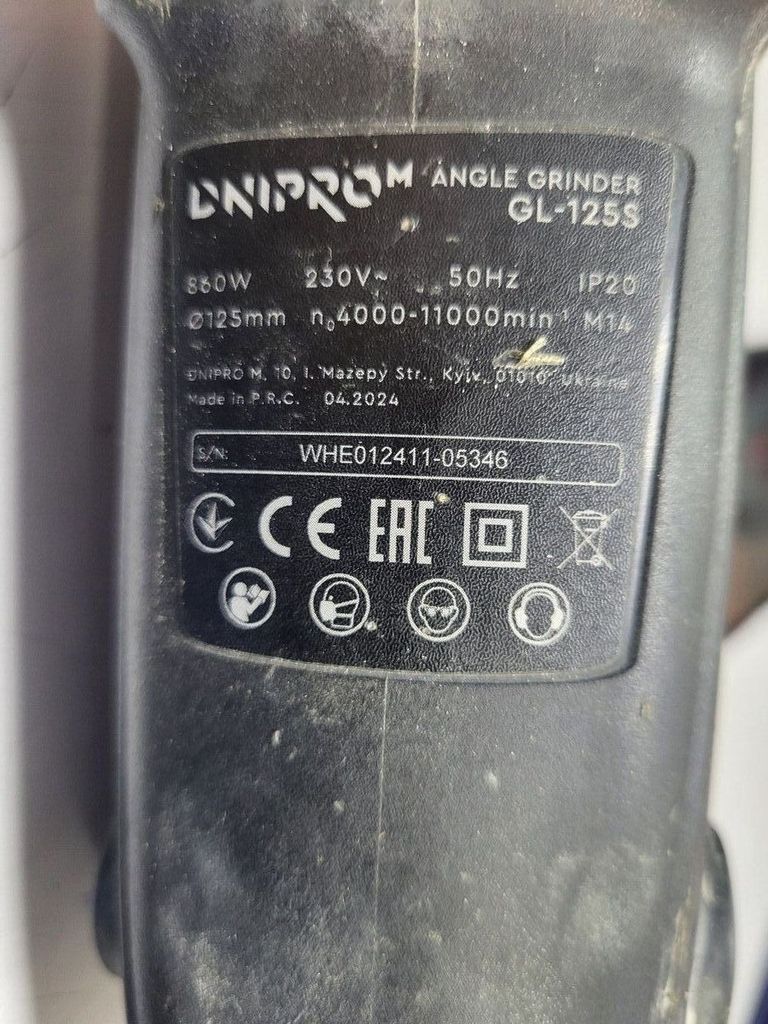 DNIPRO M ANGLE GRINDER
GL-125S
860W 230V~ 50Hz IP20
Ø125mm n₀4000-11000min⁻¹ M14
DNIPRO M, 10, I. Mazepy Str., Kyiv, 01010, Ukraine
Made in P.R.C. 04.2024
S/N: WHE012411-05346
CE EAC